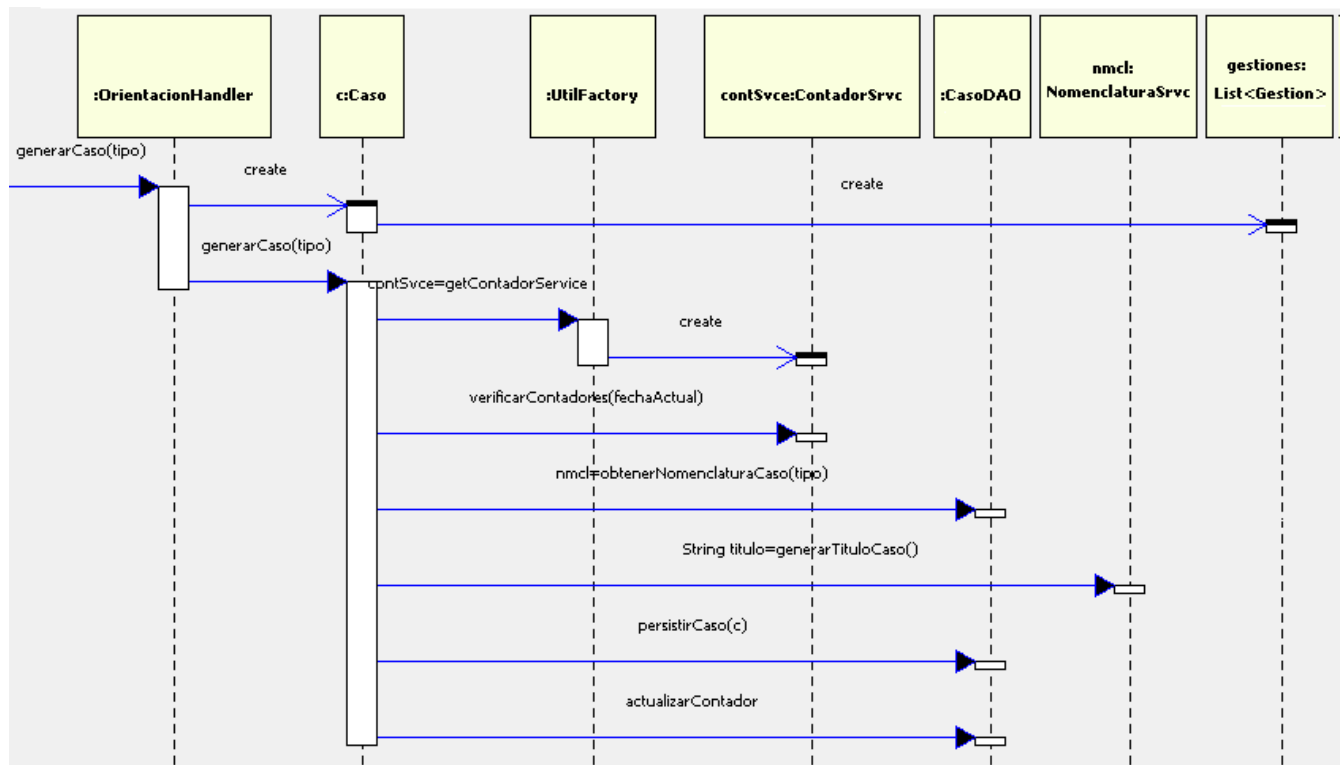 :OrientacionHandler
c:Caso
:UtilFactory
contSvce:ContadorSrvc
:CasoDAO
nmcl:
NomenclaturaSrvc
gestiones:
List<Gestion>
generarCaso(tipo)
create
create
generarCaso(tipo)
contSvce=getContadorService
create
verificarContadores(fechaActual)
nmcl=obtenerNomenclaturaCaso(tipo)
String titulo=generarTituloCaso()
persistirCaso(c)
actualizarContador